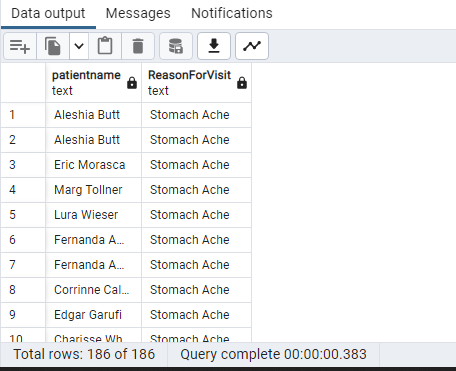 Data output Messages Notifications
patientname ReasonForVisit
text text
1 Aleshia Butt Stomach Ache
2 Aleshia Butt Stomach Ache
3 Eric Morasca Stomach Ache
4 Marg Tollner Stomach Ache
5 Lura Wieser Stomach Ache
6 Fernanda A... Stomach Ache
7 Fernanda A... Stomach Ache
8 Corrinne Cal... Stomach Ache
9 Edgar Garufi Stomach Ache
10 Charisse Wh... Stomach Ache
Total rows: 186 of 186 Query complete 00:00:00.383